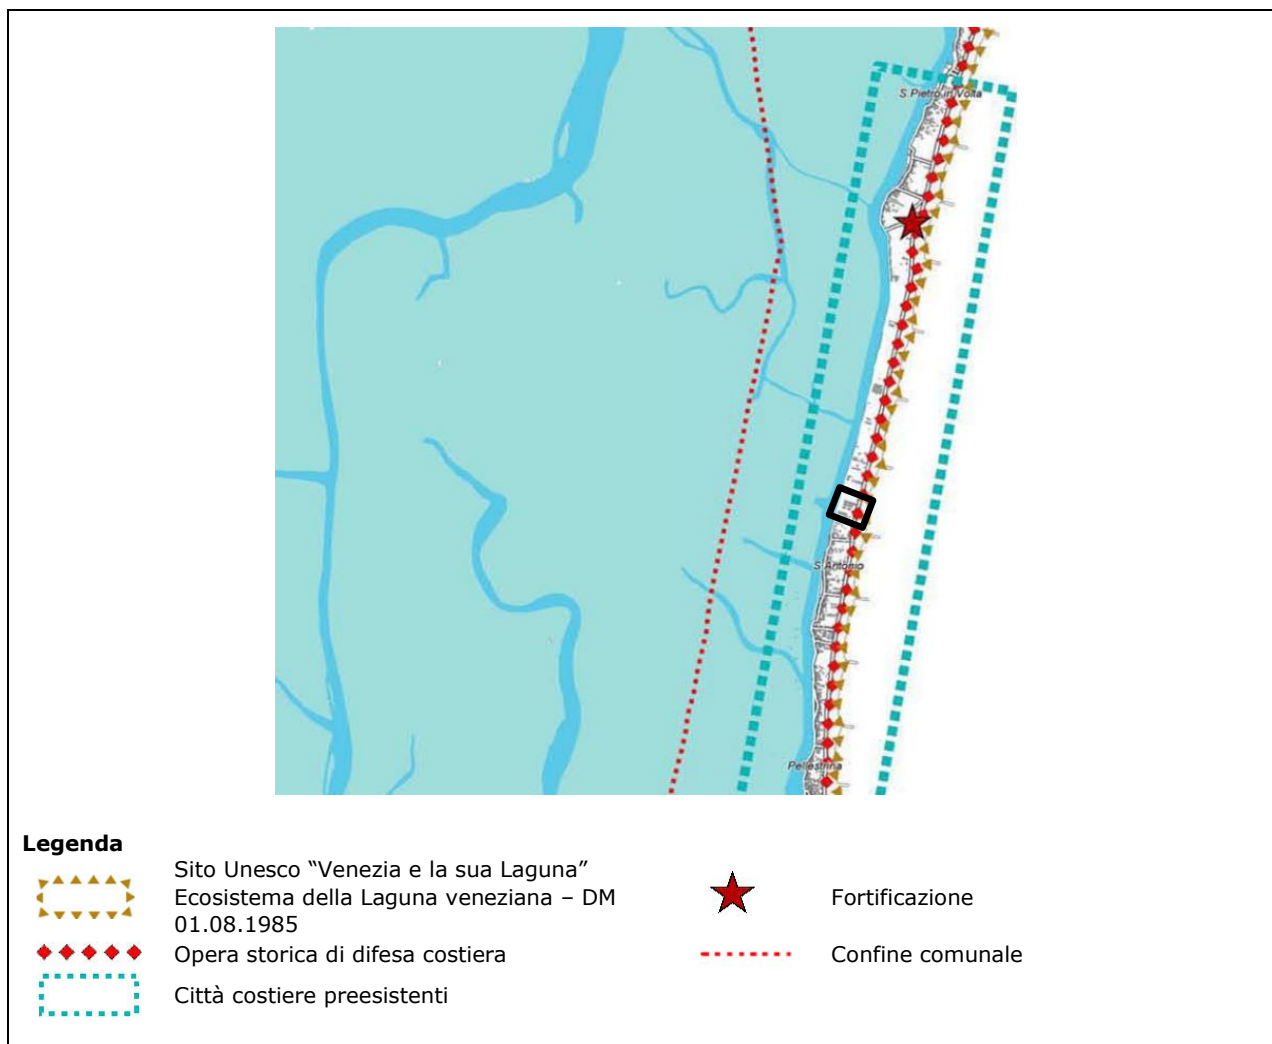 S. Pietro in Volta
S. Antonio
Pellestrina
Legenda
Sito Unesco “Venezia e la sua Laguna”
Ecosistema della Laguna veneziana – DM
01.08.1985
Fortificazione
Opera storica di difesa costiera
Confine comunale
Città costiere preesistenti